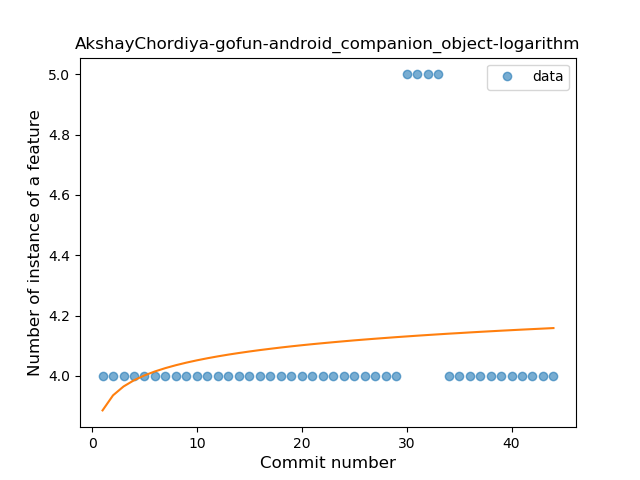 AkshayChordiya-gofun-android_companion_object-logarithm
data
Number of instance of a feature
5.0
4.8
4.6
4.4
4.2
4.0
0 10 20 30 40
Commit number